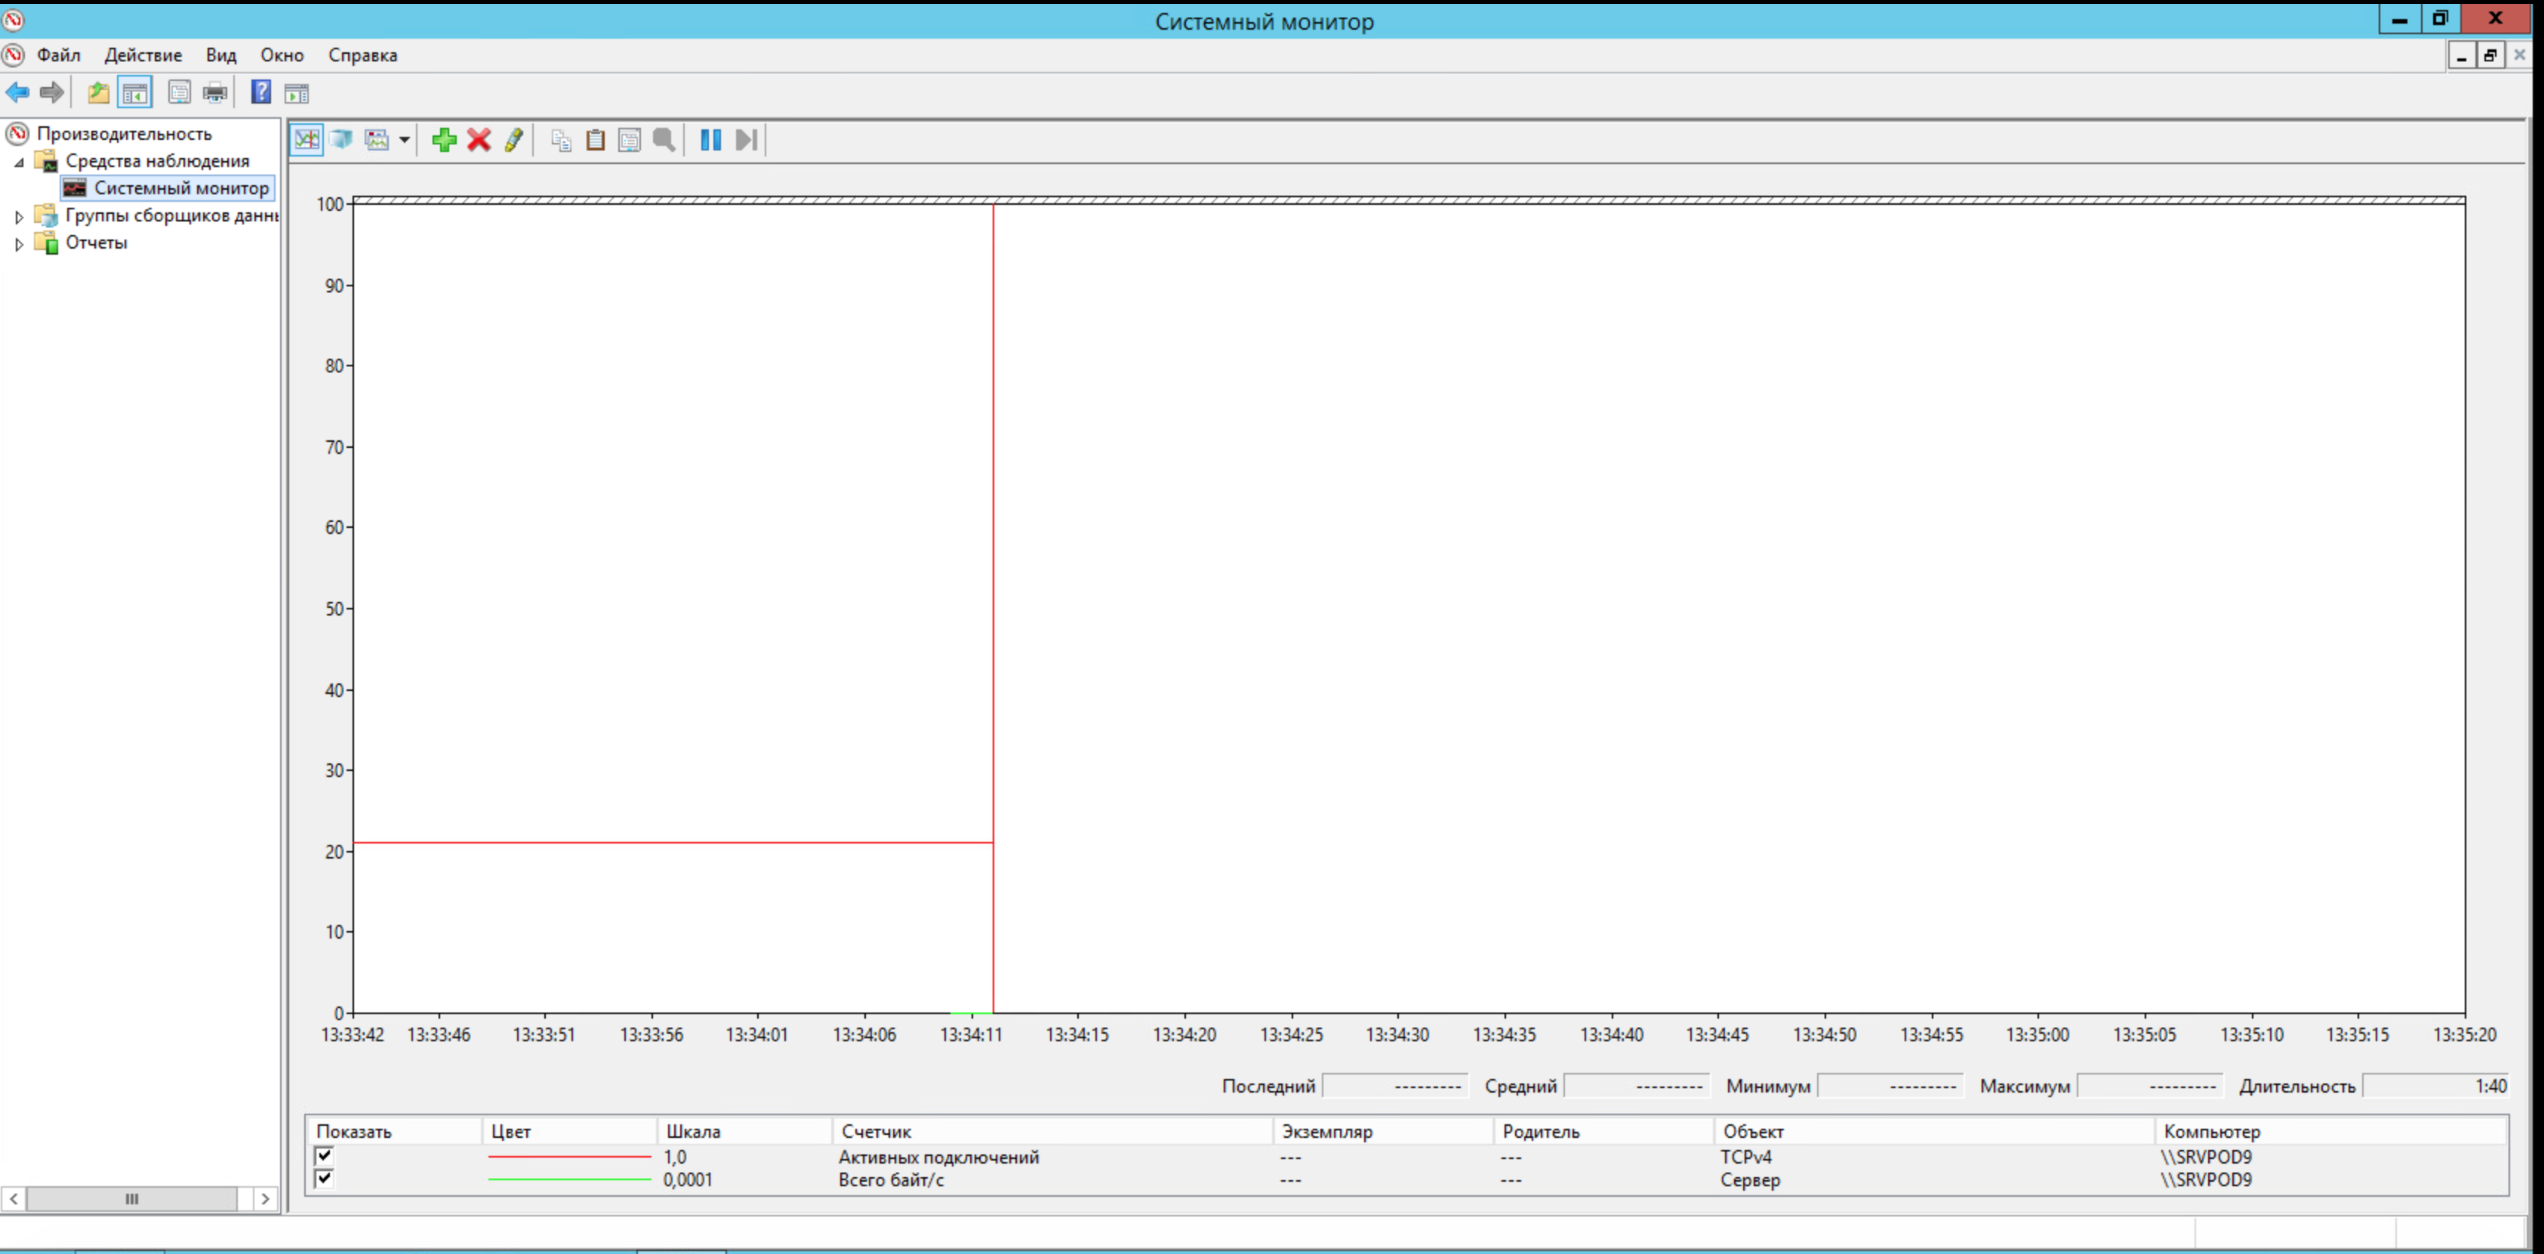 Системный монитор
Файл Действие Вид Окно Справка
Производительность
Средства наблюдения
Системный монитор
Группы сборщиков данн
Отчеты
100
90
80
70
60
50
40
30
20
10
0
13:33:42 13:33:46 13:33:51 13:33:56 13:34:01 13:34:06 13:34:11 13:34:15 13:34:20 13:34:25 13:34:30 13:34:35 13:34:40 13:34:45 13:34:50 13:34:55 13:35:00 13:35:05 13:35:10 13:35:15 13:35:20
Последний --------- Средний --------- Минимум --------- Максимум --------- Длительность 1:40
Показать Цвет Шкала Счетчик Экземпляр Родитель Объект Компьютер
1,0 Активных подключений --- --- TCPv4 \\SRVPOD9
0,0001 Всего байт/с --- --- Сервер \\SRVPOD9